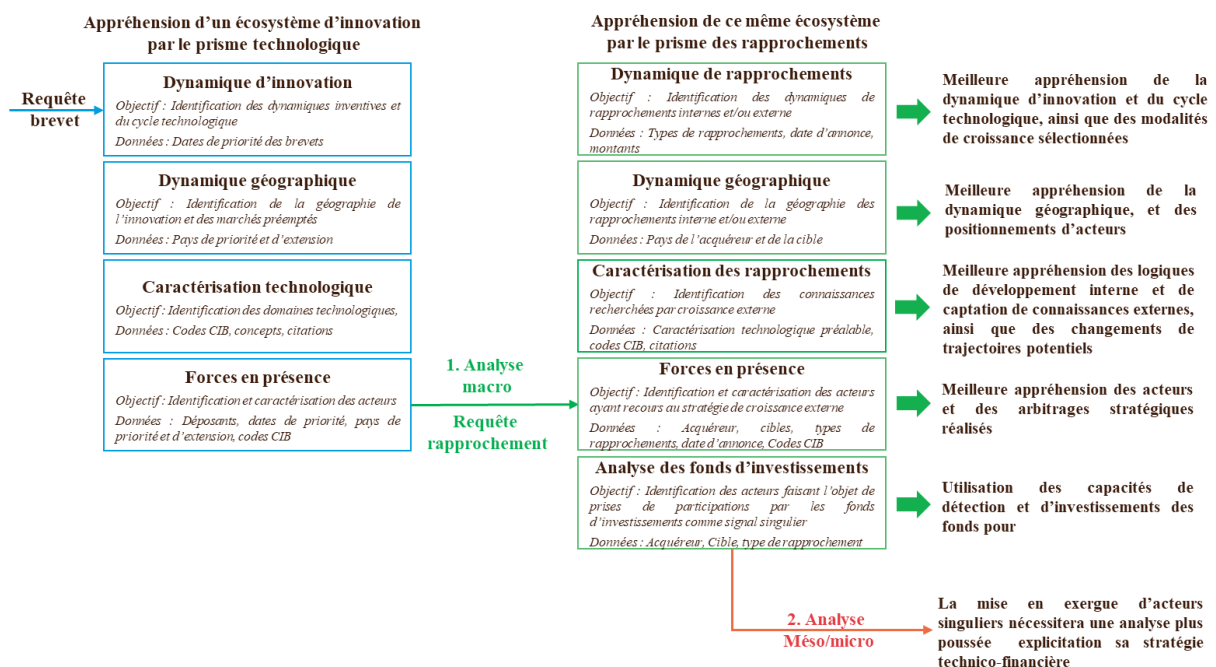 Appréhension d'un écosystème d'innovation
par le prisme technologique
Requête
brevet
Dynamique d'innovation
Objectif : Identification des dynamiques inventives et
du cycle technologique
Données : Dates de priorité des brevets
Dynamique géographique
Objectif : Identification de la géographie de
l'innovation et des marchés préemptés
Données : Pays de priorité et d'extension
Caractérisation technologique
Objectif : Identification des domaines technologiques,
Données : Codes CIB, concepts, citations
Forces en présence
Objectif : Identification et caractérisation des acteurs
Données : Déposants, dates de priorité, pays de
priorité et d'extension, codes CIB
1. Analyse
macro
Requête
rapprochement
Appréhension de ce même écosystème
par le prisme des rapprochements
Dynamique de rapprochements
Objectif : Identification des dynamiques de
rapprochements internes et/ou externe
Données : Types de rapprochements, date d'annonce,
montants
Dynamique géographique
Objectif : Identification de la géographie des
rapprochements interne et/ou externe
Données : Pays de l'acquéreur et de la cible
Caractérisation des rapprochements
Objectif : Identification des connaissances
recherchées par croissance externe
Données : Caractérisation technologique préalable,
codes CIB, citations
Forces en présence
Objectif : Identification et caractérisation des acteurs
ayant recours au stratégie de croissance externe
Données : Acquéreur, cibles, types de
rapprochements, date d'annonce, Codes CIB
Analyse des fonds d'investissements
Objectif : Identification des acteurs faisant l'objet de
prises de participations par les fonds
d'investissements comme signal singulier
Données : Acquéreur, Cible, type de rapprochement
Meilleure appréhension de la
dynamique d'innovation et du cycle
technologique, ainsi que des modalités
de croissance sélectionnées
Meilleure appréhension de la
dynamique géographique, et des
positionnements d'acteurs
Meilleure appréhension des logiques
de développement interne et de
captation de connaissances externes,
ainsi que des changements de
trajectoires potentiels
Meilleure appréhension des acteurs
et des arbitrages stratégiques
réalisés
Utilisation des capacités de
détection et d'investissements des
fonds pour
2. Analyse
Méso/micro
La mise en exergue d'acteurs
singuliers nécessitera une analyse plus
poussée explicitation sa stratégie
technico-financière